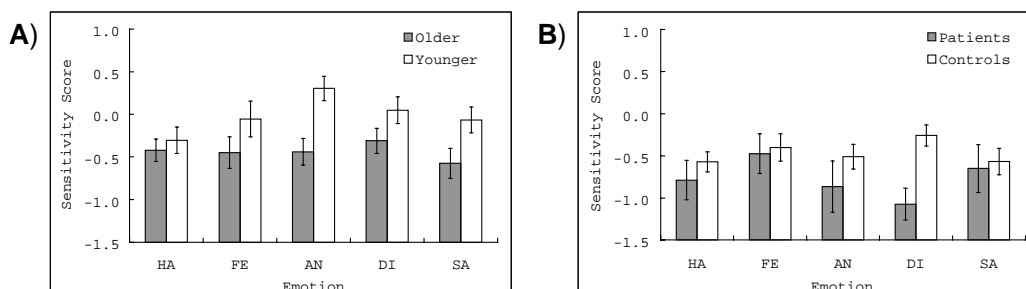 A)
Sensitivity Score
1.0
0.5
0.0
-0.5
-1.0
-1.5
Older
Younger
HA FE AN DI SA
Emotion
B)
Sensitivity Score
1.0
0.5
0.0
-0.5
-1.0
-1.5
Patients
Controls
HA FE AN DI SA
Emotion